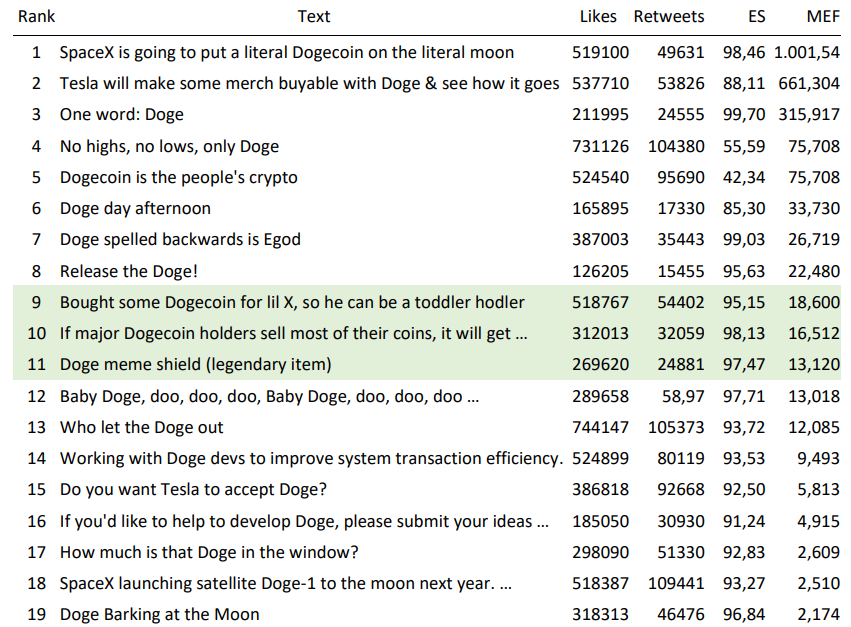 Rank Text Likes Retweets ES MEF
1 SpaceX is going to put a literal Dogecoin on the literal moon 519100 49631 98,46 1.001,54
2 Tesla will make some merch buyable with Doge & see how it goes 537710 53826 88,11 661,304
3 One word: Doge 211995 24555 99,70 315,917
4 No highs, no lows, only Doge 731126 104380 55,59 75,708
5 Dogecoin is the people's crypto 524540 95690 42,34 75,708
6 Doge day afternoon 165895 17330 85,30 33,730
7 Doge spelled backwards is Egod 387003 35443 99,03 26,719
8 Release the Doge! 126205 15455 95,63 22,480
9 Bought some Dogecoin for lil X, so he can be a toddler hodler 518767 54402 95,15 18,600
10 If major Dogecoin holders sell most of their coins, it will get ... 312013 32059 98,13 16,512
11 Doge meme shield (legendary item) 269620 24881 97,47 13,120
12 Baby Doge, doo, doo, doo, Baby Doge, doo, doo, doo ... 289658 58,97 97,71 13,018
13 Who let the Doge out 744147 105373 93,72 12,085
14 Working with Doge devs to improve system transaction efficiency. 524899 80119 93,53 9,493
15 Do you want Tesla to accept Doge? 386818 92668 92,50 5,813
16 If you'd like to help to develop Doge, please submit your ideas ... 185050 30930 91,24 4,915
17 How much is that Doge in the window? 298090 51330 92,83 2,609
18 SpaceX launching satellite Doge-1 to the moon next year. ... 518387 109441 93,27 2,510
19 Doge Barking at the Moon 318313 46476 96,84 2,174